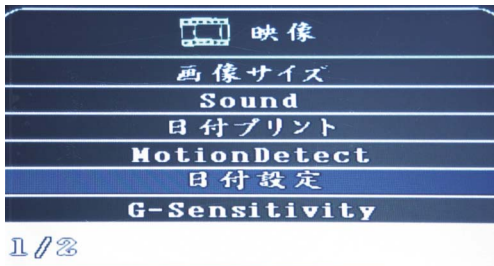 映像
画像サイズ
Sound
日付プリント
MotionDetect
日付設定
G-Sensitivity
1/2